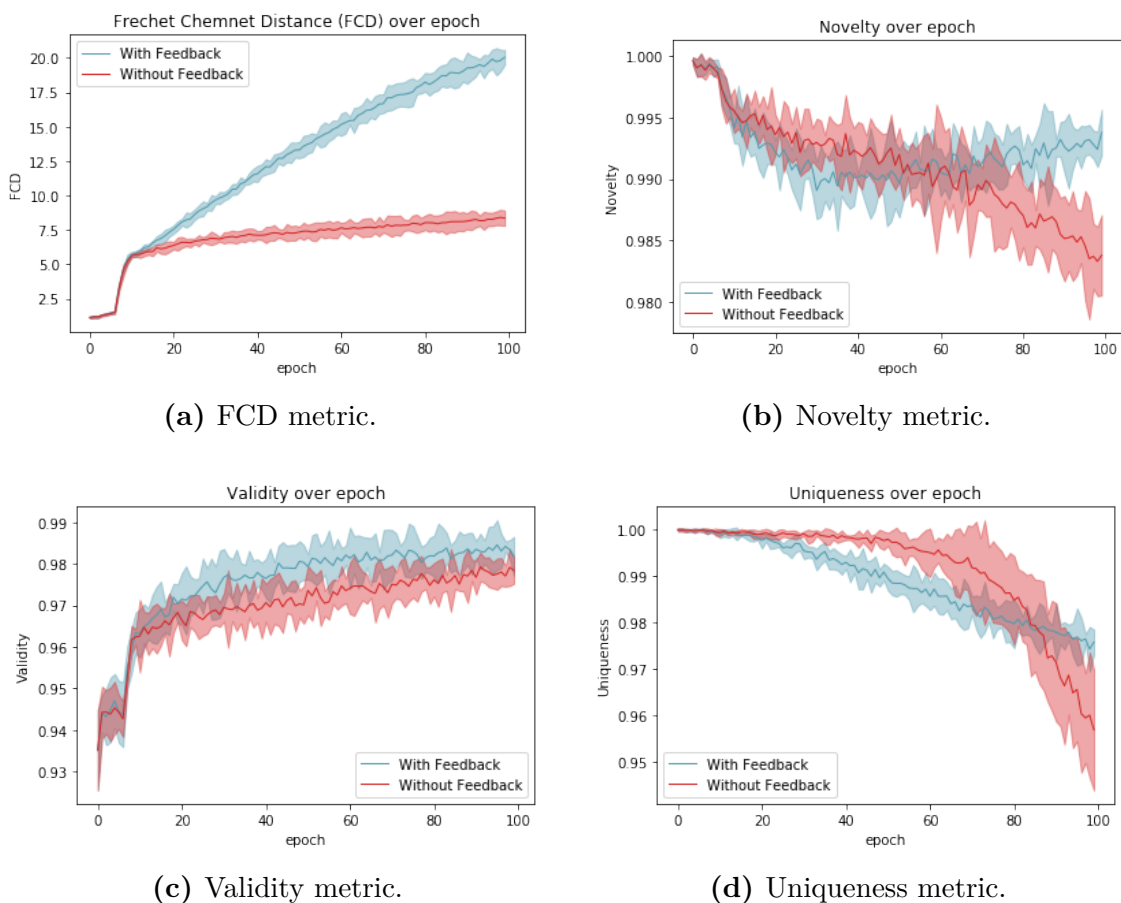 Frechet Chemnet Distance (FCD) over epoch
With Feedback
Without Feedback
20.0
17.5
15.0
12.5
10.0
7.5
5.0
2.5
FCD
0 20 40 60 80 100
epoch
(a) FCD metric.
Novelty over epoch
1.000
0.995
0.990
0.985
0.980
Novelty
With Feedback
Without Feedback
0 20 40 60 80 100
epoch
(b) Novelty metric.
Validity over epoch
0.99
0.98
0.97
0.96
0.95
0.94
0.93
Validity
With Feedback
Without Feedback
0 20 40 60 80 100
epoch
(c) Validity metric.
Uniqueness over epoch
1.00
0.99
0.98
0.97
0.96
0.95
Uniqueness
With Feedback
Without Feedback
0 20 40 60 80 100
epoch
(d) Uniqueness metric.